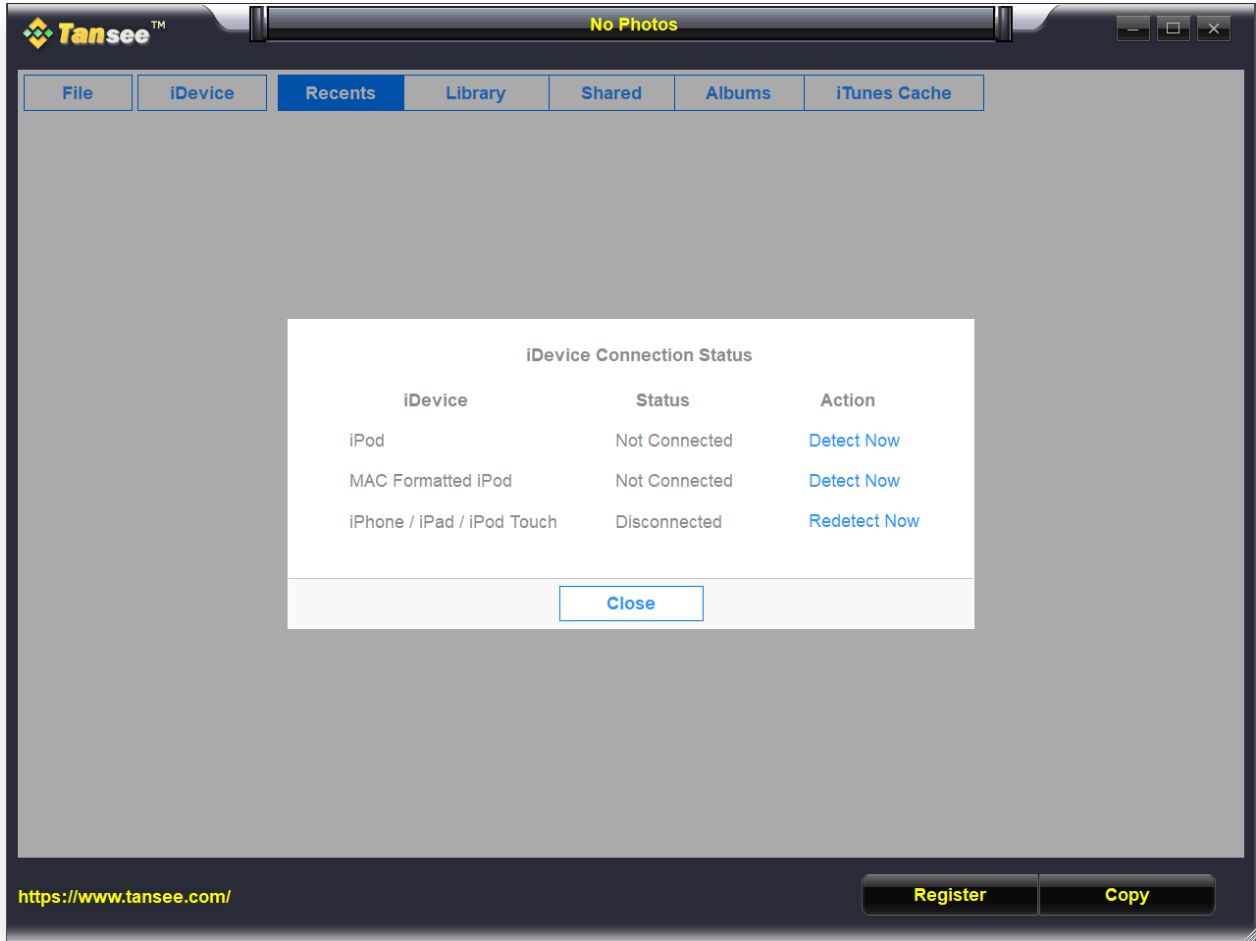 Tansee™
No Photos
File iDevice Recents Library Shared Albums iTunes Cache
iDevice Connection Status
iDevice Status Action
iPod Not Connected Detect Now
MAC Formatted iPod Not Connected Detect Now
iPhone / iPad / iPod Touch Disconnected Redetect Now
Close
https://www.tansee.com/ Register Copy